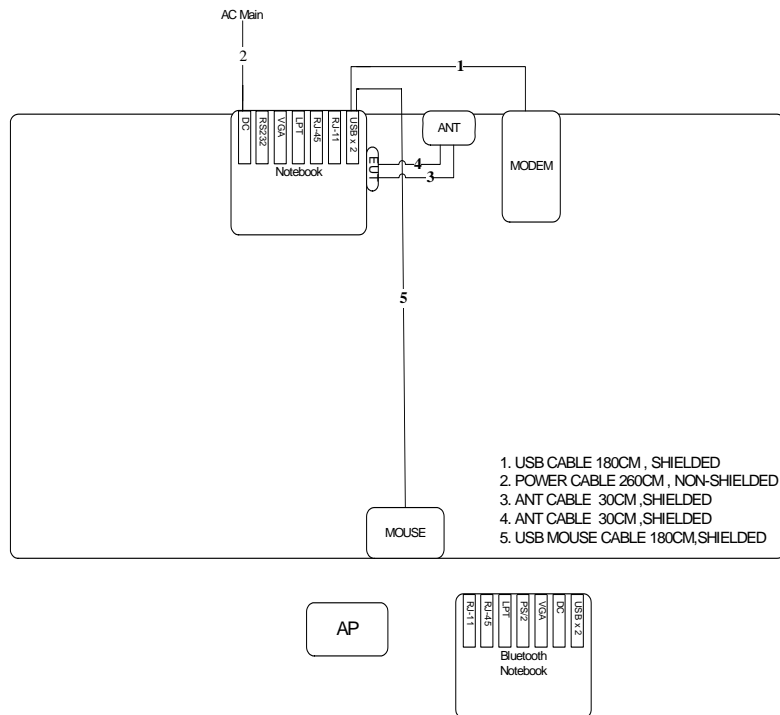 AC Main
2
1
DC
RS232
VGA
LPT
RJ-45
RJ-11
USB x 2
Notebook
EUT
ANT
4
3
MODEM
5
1. USB CABLE 180CM , SHIELDED
2. POWER CABLE 260CM , NON-SHIELDED
3. ANT CABLE 30CM ,SHIELDED
4. ANT CABLE 30CM ,SHIELDED
5. USB MOUSE CABLE 180CM,SHIELDED
MOUSE
AP
RJ-11
RJ-45
LPT
PS/2
VGA
DC
USB x 2
Bluetooth
Notebook